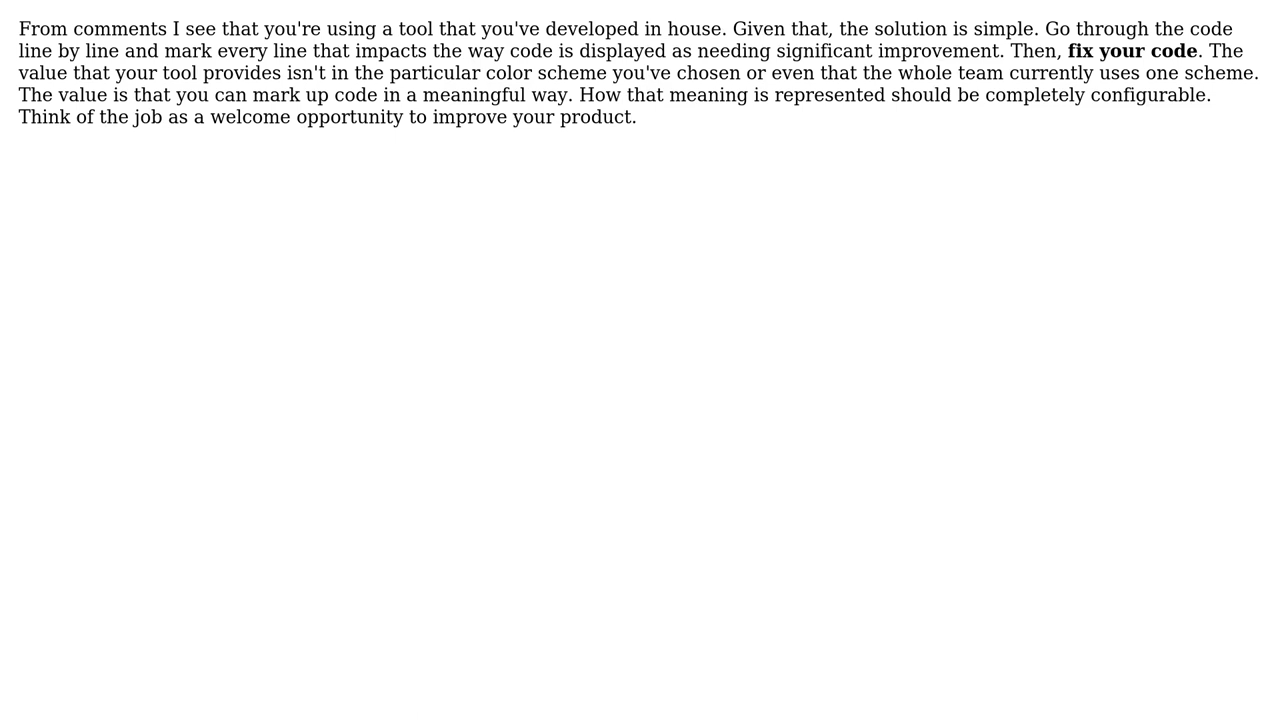 From comments I see that you're using a tool that you've developed in house. Given that, the solution is simple. Go through the code
line by line and mark every line that impacts the way code is displayed as needing significant improvement. Then, fix your code. The
value that your tool provides isn't in the particular color scheme you've chosen or even that the whole team currently uses one scheme.
The value is that you can mark up code in a meaningful way. How that meaning is represented should be completely configurable.
Think of the job as a welcome opportunity to improve your product.